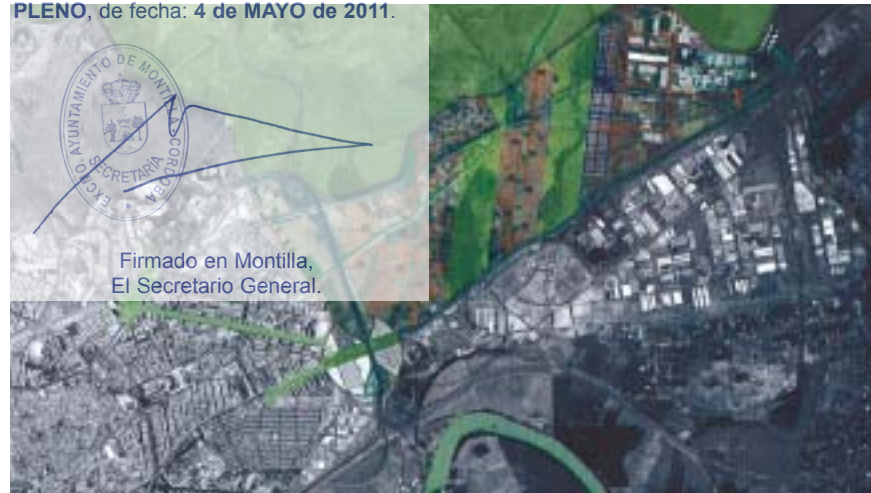 PLENO, de fecha: 4 de MAYO de 2011.
EXCMO. AYUNTAMIENTO DE MONTILLA-CORDOBA
SECRETARÍA
Firmado en Montilla,
El Secretario General.